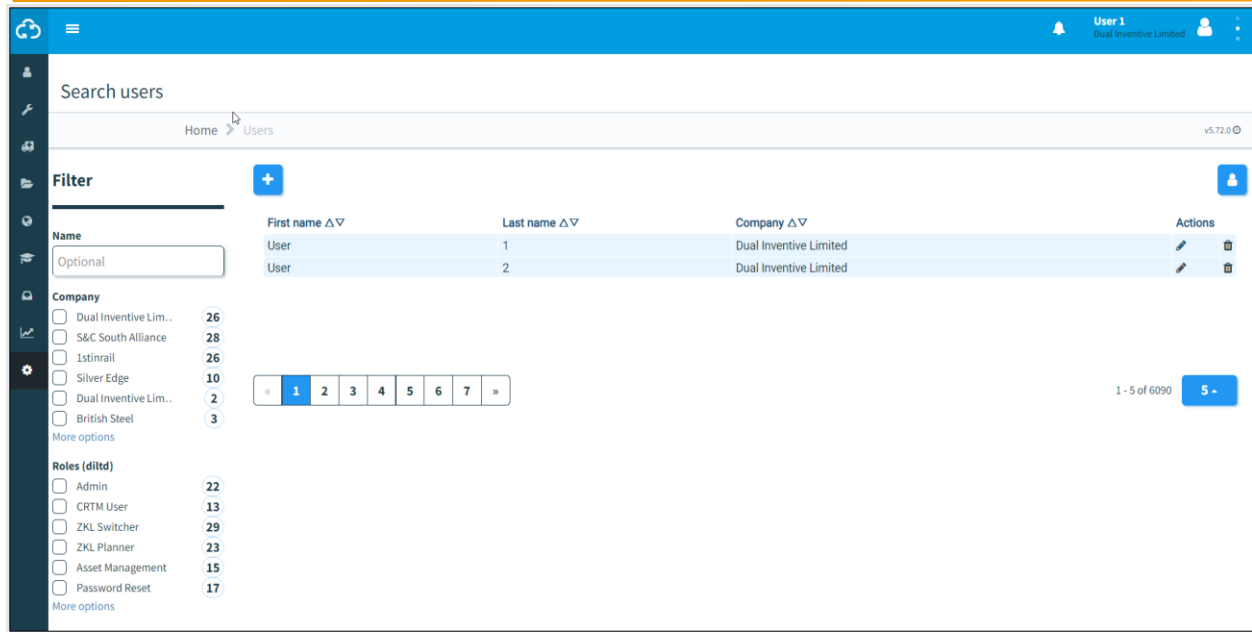 User 1
Dual Inventive Limited
Search users
Home Users
v5.72.0
Filter
Name
Optional
Company
Dual Inventive Lim.. 26
S&C South Alliance 28
1stinrail 26
Silver Edge 10
Dual Inventive Lim.. 2
British Steel 3
More options
Roles (diltd)
Admin 22
CRTM User 13
ZKL Switcher 29
ZKL Planner 23
Asset Management 15
Password Reset 17
More options
+
First name △▽ Last name △▽ Company △▽ Actions
User 1 Dual Inventive Limited
User 2 Dual Inventive Limited
« 1 2 3 4 5 6 7 »
1 - 5 of 6090 5